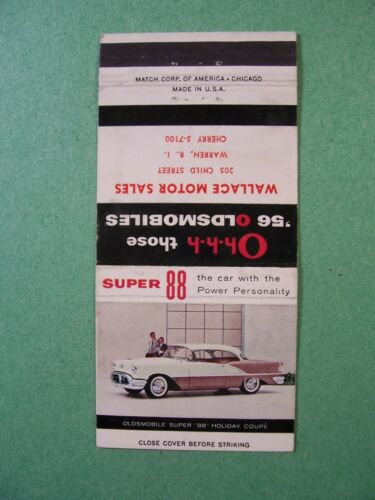 MATCH CORP. OF AMERICA • CHICAGO
MADE IN U.S.A.
Oh-h-h those
'56 OLDSMOBILES
WALLACE MOTOR SALES
205 CHILD STREET
WARREN, R. I.
CHERRY 5-7100
SUPER 88
the car with the
Power Personality
OLDSMOBILE SUPER "88" HOLIDAY COUPÉ
CLOSE COVER BEFORE STRIKING